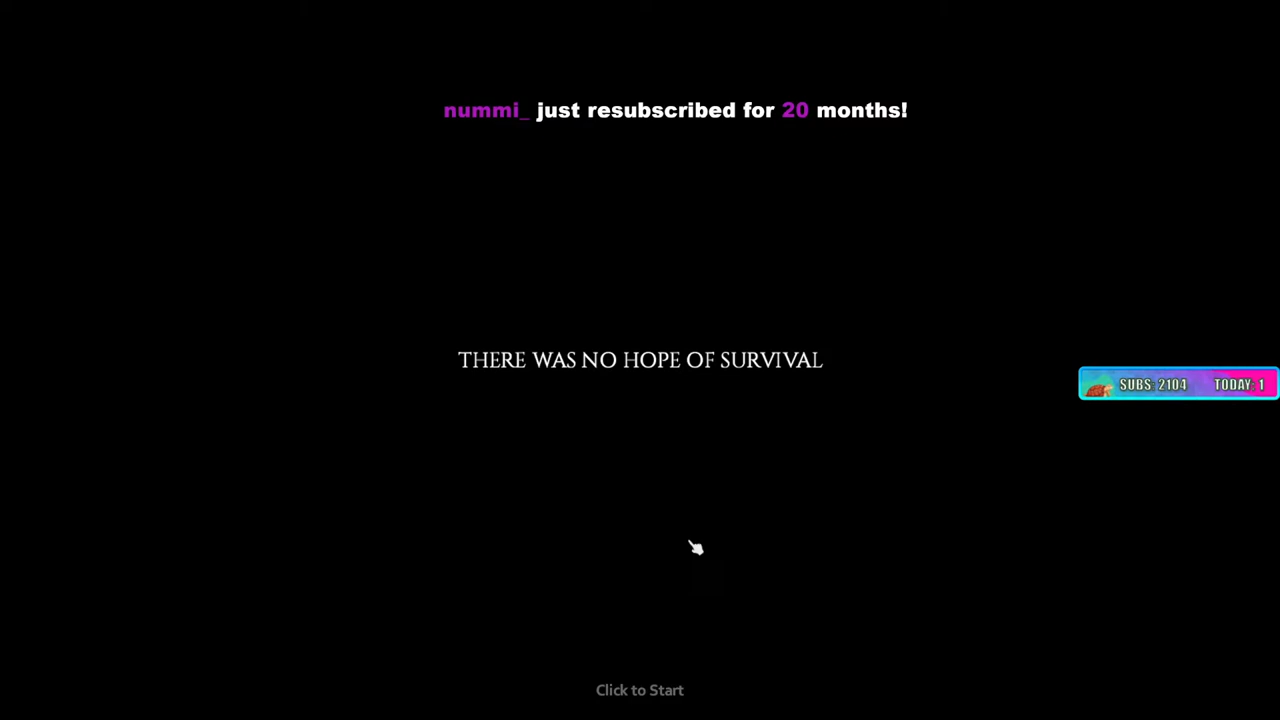 nummi_ just resubscribed for 20 months!
THERE WAS NO HOPE OF SURVIVAL
SUBS: 2104 TODAY: 1
Click to Start